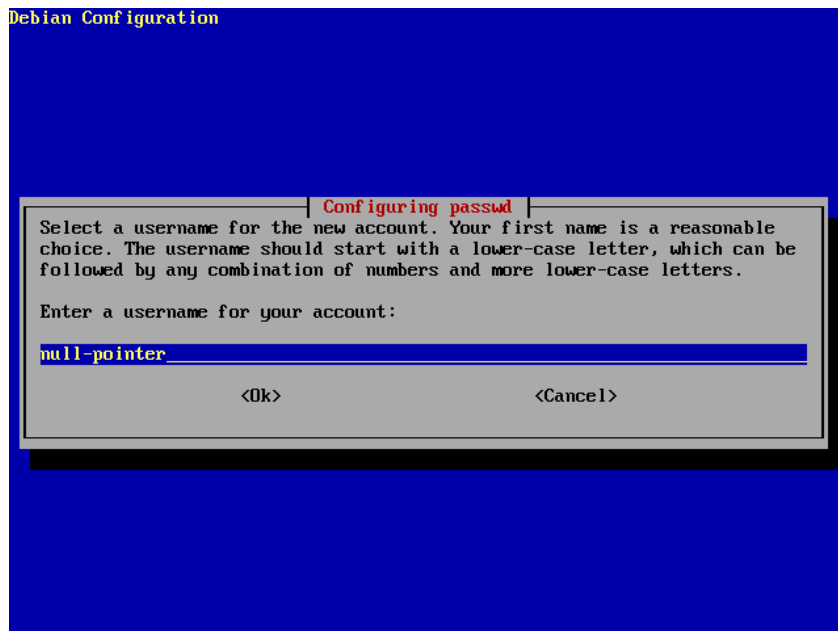 Debian Configuration
Configuring passwd
Select a username for the new account. Your first name is a reasonable
choice. The username should start with a lower-case letter, which can be
followed by any combination of numbers and more lower-case letters.
Enter a username for your account:
null-pointer
<Ok> <Cancel>